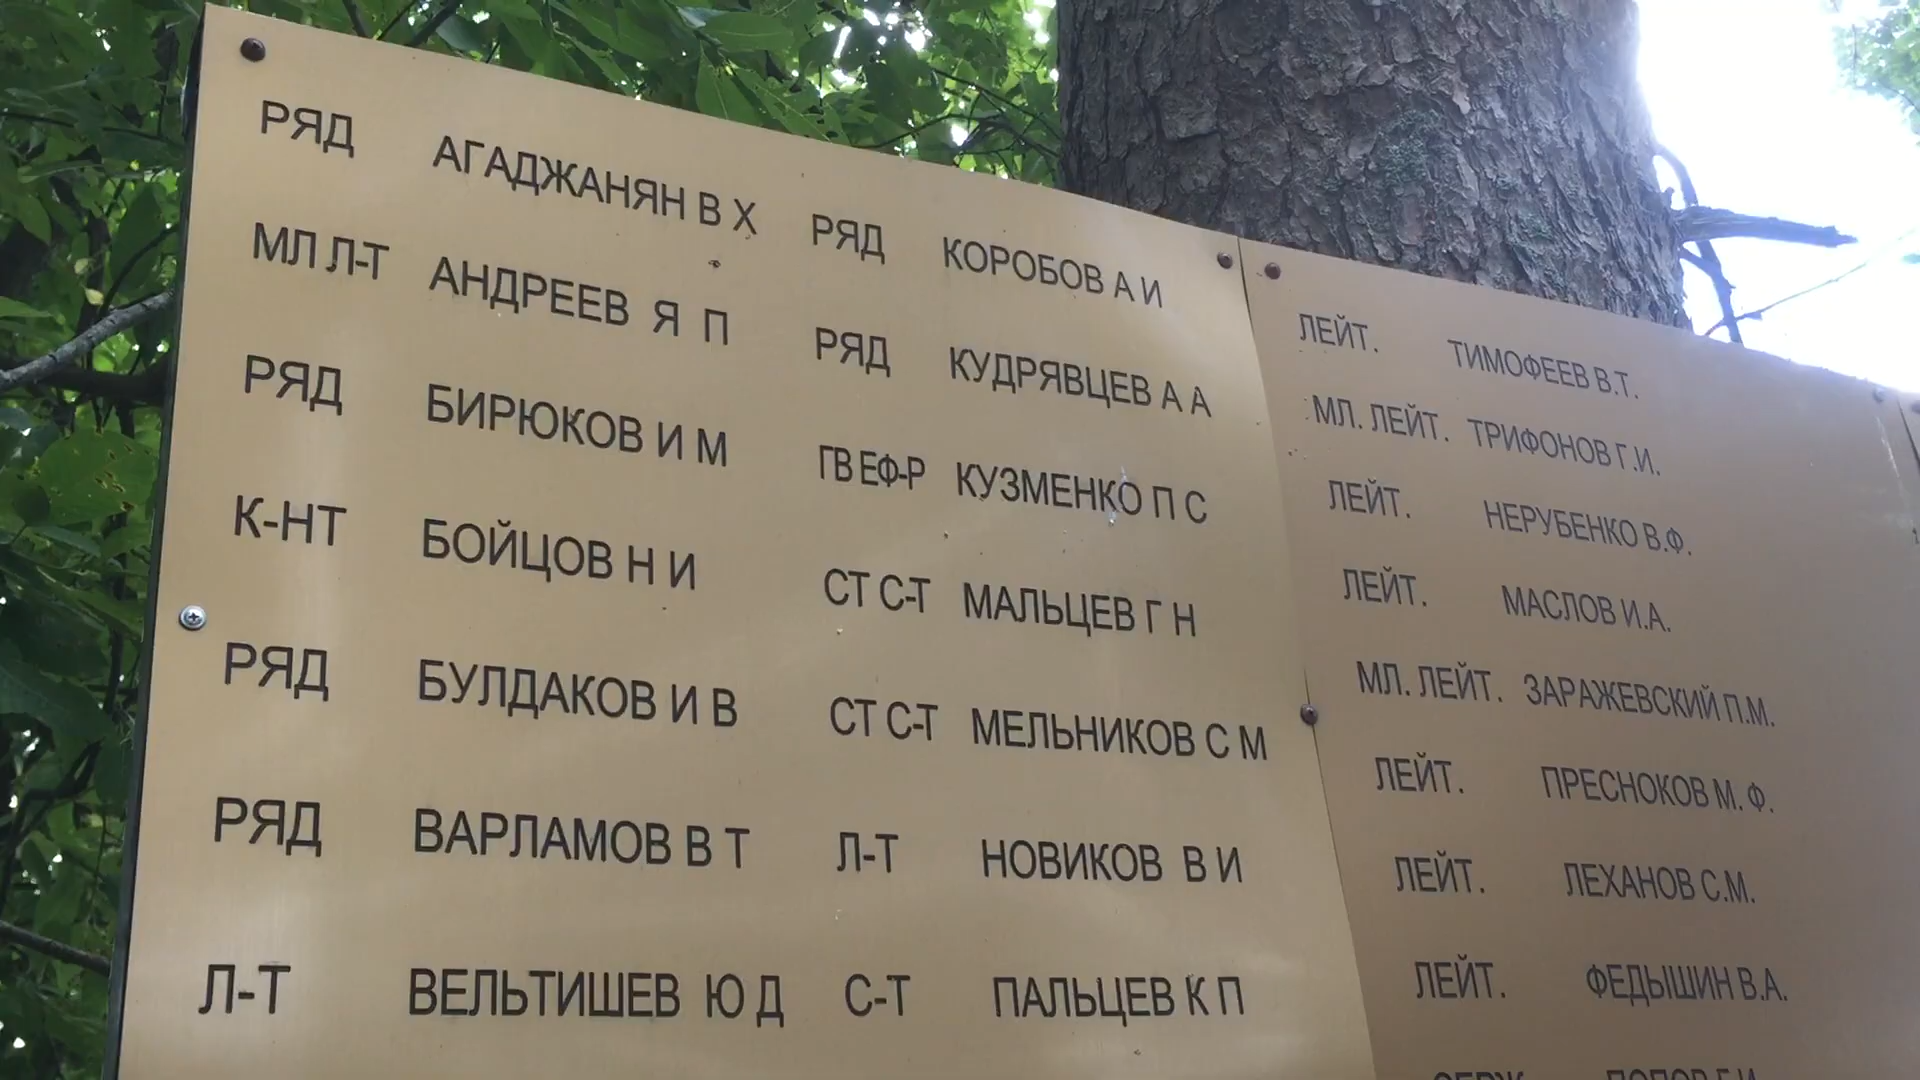 РЯД АГАДЖАНЯН В Х
МЛ Л-Т АНДРЕЕВ Я П
РЯД БИРЮКОВ И М
К-НТ БОЙЦОВ Н И
РЯД БУЛДАКОВ И В
РЯД ВАРЛАМОВ В Т
Л-Т ВЕЛЬТИШЕВ Ю Д
РЯД КОРОБОВ А И
РЯД КУДРЯВЦЕВ А А
ГВ ЕФ-Р КУЗМЕНКО П С
СТ С-Т МАЛЬЦЕВ Г Н
СТ С-Т МЕЛЬНИКОВ С М
Л-Т НОВИКОВ В И
С-Т ПАЛЬЦЕВ К П
ЛЕЙТ. ТИМОФЕЕВ В.Т.
МЛ. ЛЕЙТ. ТРИФОНОВ Г.И.
ЛЕЙТ. НЕРУБЕНКО В.Ф.
ЛЕЙТ. МАСЛОВ И.А.
МЛ. ЛЕЙТ. ЗАРАЖЕВСКИЙ П.М.
ЛЕЙТ. ПРЕСНОКОВ М. Ф.
ЛЕЙТ. ЛЕХАНОВ С.М.
ЛЕЙТ. ФЕДЫШИН В.А.